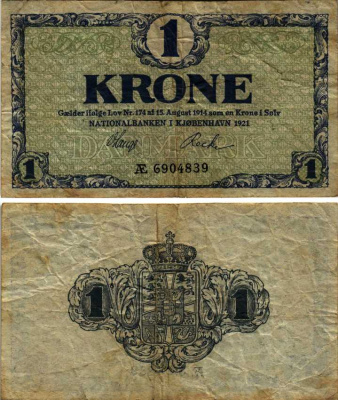 1
KRONE
Gælder ifølge Lov Nr. 174 af 15. August 1914 som en Krone i Sølv
NATIONALBANKEN I KJØBENHAVN 1921
DANMARK
1 Æ 6904839 1
1 1